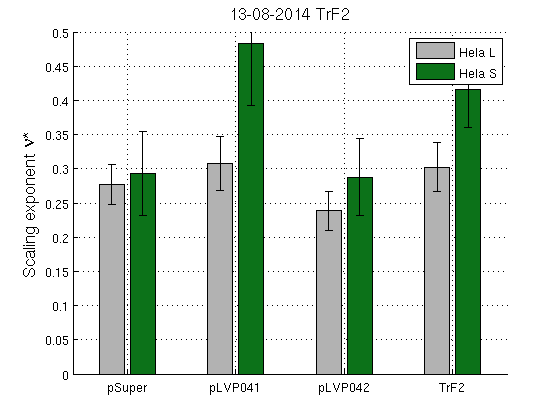 13-08-2014 TrF2
Hela L
Hela S
Scaling exponent ν*
0.5
0.45
0.4
0.35
0.3
0.25
0.2
0.15
0.1
0.05
0
pSuper
pLVP041
pLVP042
TrF2